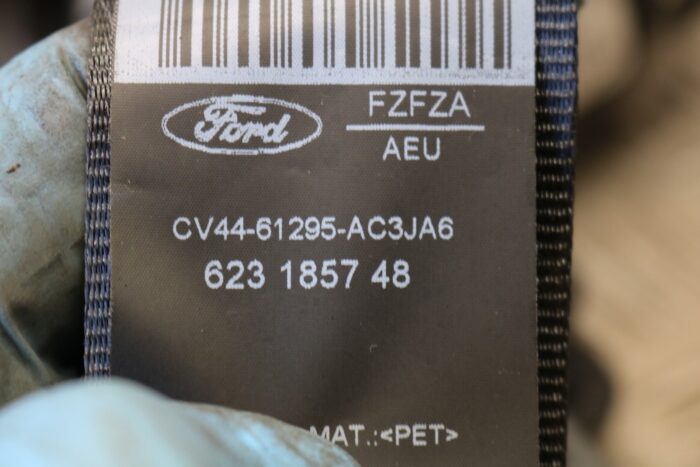 Ford
FZFZA
AEU
CV44-61295-AC3JA6
623 1857 48
MAT.:<PET>